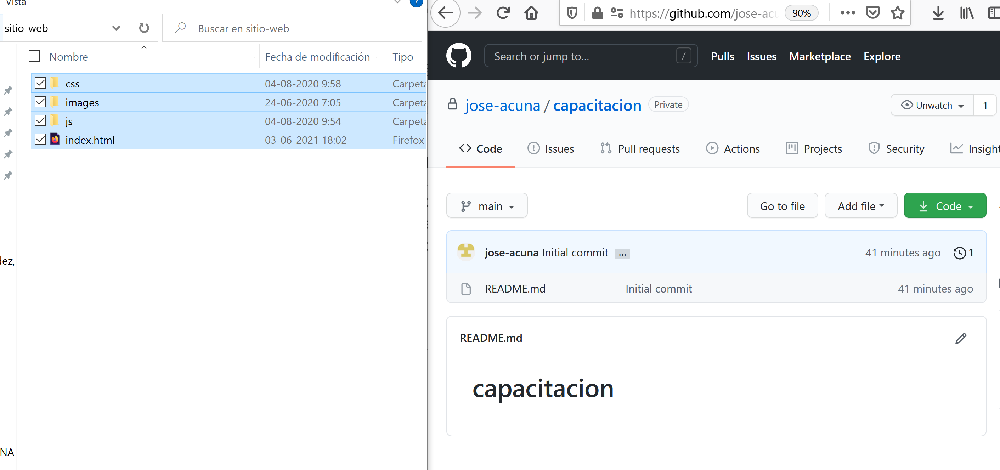 Vista
?
sitio-web
Buscar en sitio-web
Nombre
Fecha de modificación
Tipo
css 04-08-2020 9:58 Carpeta
images 24-06-2020 7:05 Carpeta
js 04-08-2020 9:54 Carpeta
index.html 03-06-2021 18:02 Firefox
dez,
NAS
https://github.com/jose-acu
90%
Search or jump to...
/
Pulls Issues Marketplace Explore
jose-acuna / capacitacion Private
Unwatch 1
Code Issues Pull requests Actions Projects Security Insight
main
Go to file
Add file
Code
jose-acuna Initial commit ... 41 minutes ago 1
README.md Initial commit 41 minutes ago
README.md
capacitacion